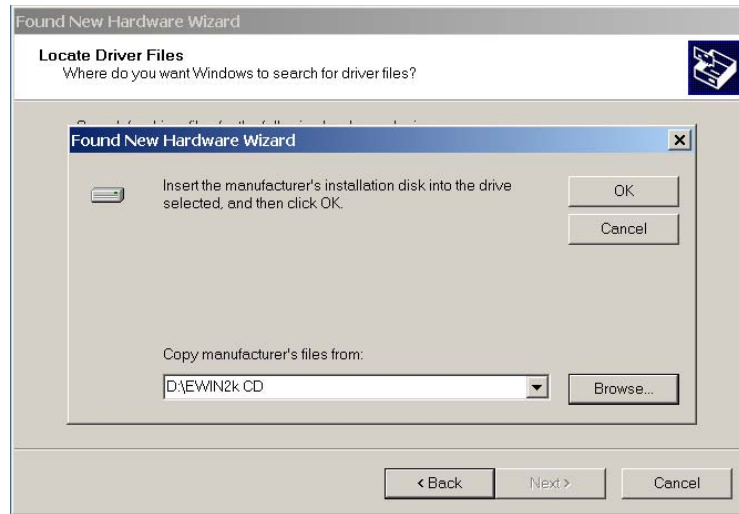 Found New Hardware Wizard
Locate Driver Files
Where do you want Windows to search for driver files?
Found New Hardware Wizard
Insert the manufacturer's installation disk into the drive
selected, and then click OK.
OK
Cancel
Copy manufacturer's files from:
D:\EWIN2k CD
Browse...
< Back
Next >
Cancel